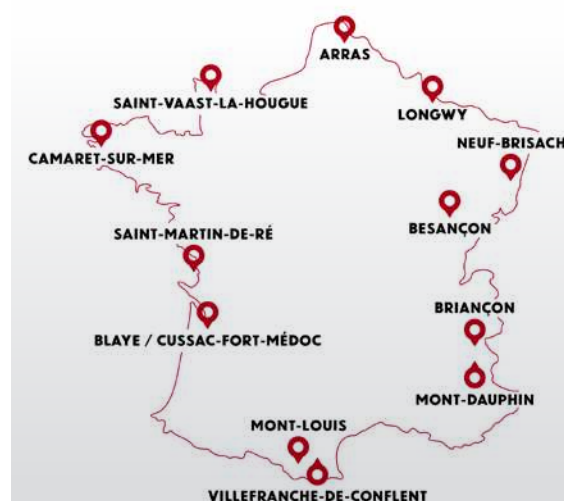 ARRAS
SAINT-VAAST-LA-HOUGUE
LONGWY
NEUF-BRISACH
CAMARET-SUR-MER
BESANÇON
SAINT-MARTIN-DE-RÉ
BRIANÇON
BLAYE / CUSSAC-FORT-MÉDOC
MONT-DAUPHIN
MONT-LOUIS
VILLEFRANCHE-DE-CONFLENT